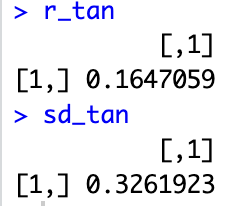 > r_tan
[,1]
[1,] 0.1647059
> sd_tan
[,1]
[1,] 0.3261923